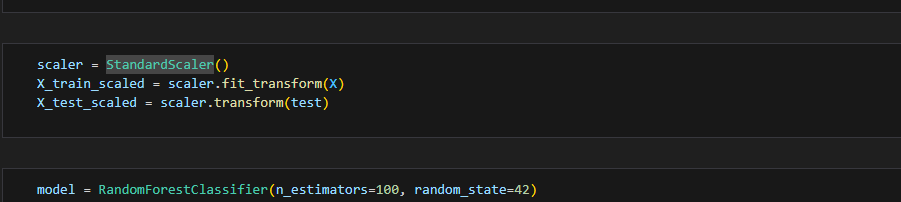 scaler = StandardScaler()
X_train_scaled = scaler.fit_transform(X)
X_test_scaled = scaler.transform(test)
model = RandomForestClassifier(n_estimators=100, random_state=42)